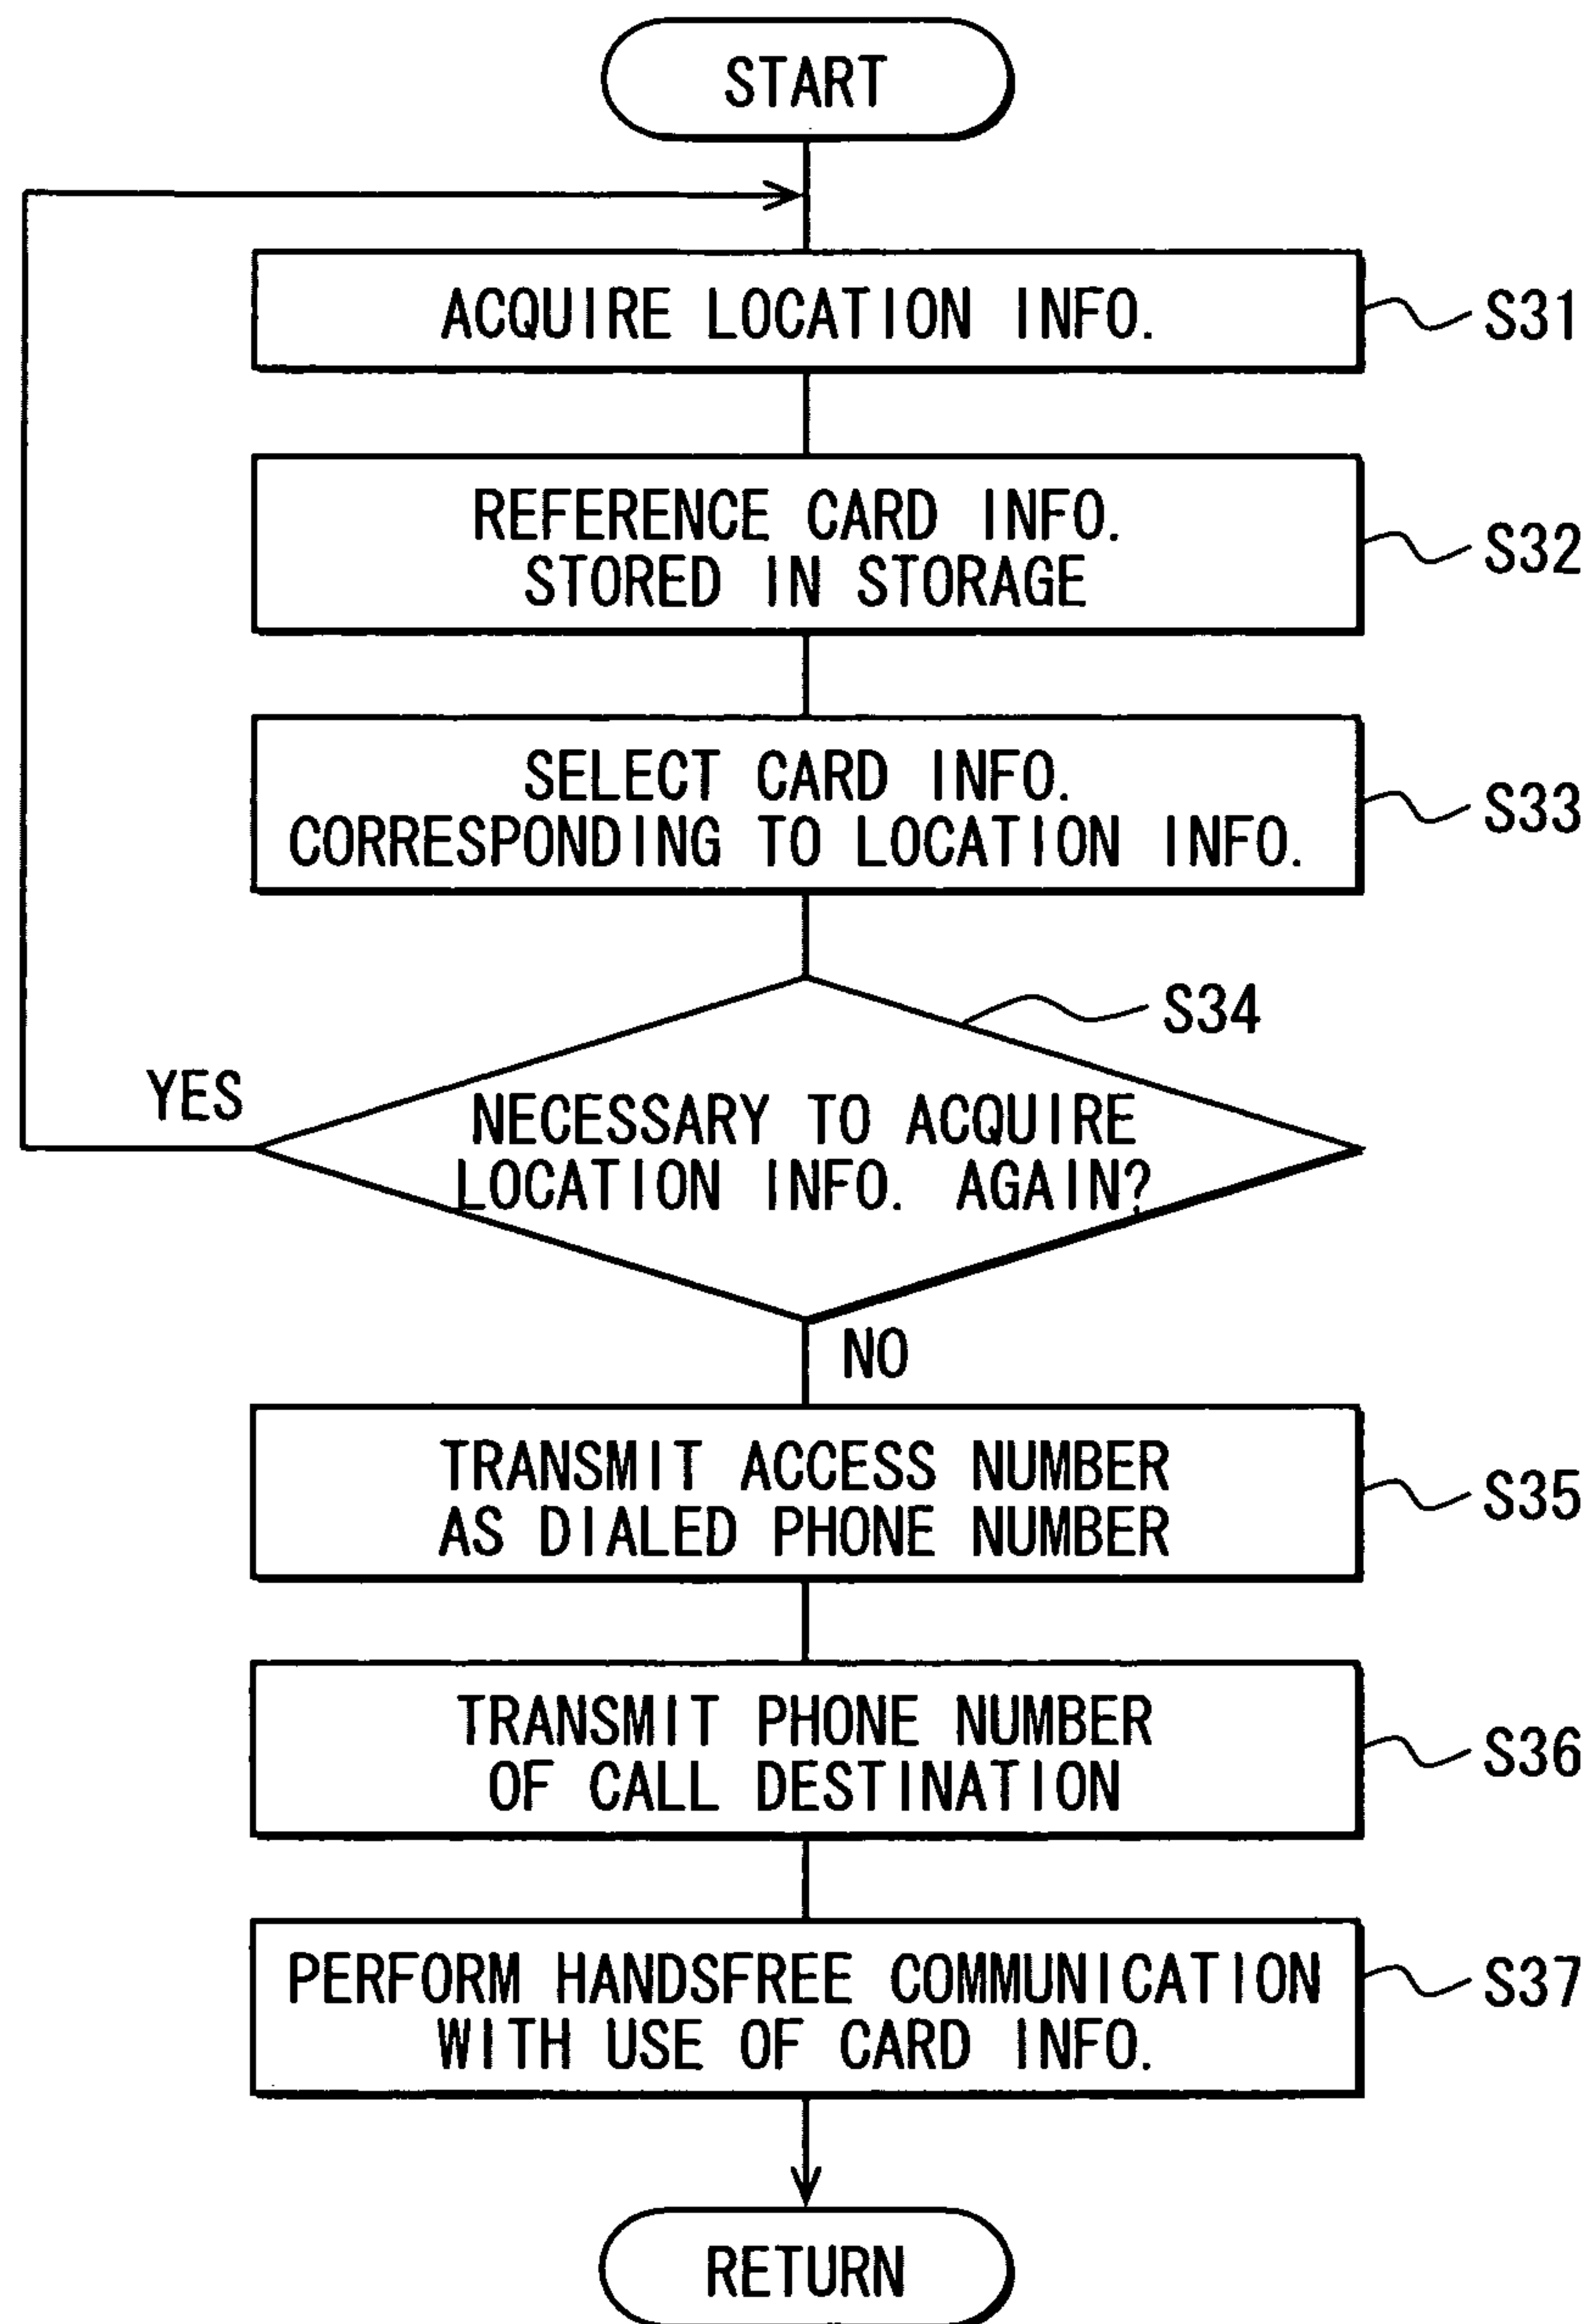 START
ACQUIRE LOCATION INFO.
S31
REFERENCE CARD INFO.
STORED IN STORAGE
S32
SELECT CARD INFO.
CORRESPONDING TO LOCATION INFO.
S33
S34
YES
NECESSARY TO ACQUIRE
LOCATION INFO. AGAIN?
NO
TRANSMIT ACCESS NUMBER
AS DIALED PHONE NUMBER
S35
TRANSMIT PHONE NUMBER
OF CALL DESTINATION
S36
PERFORM HANDSFREE COMMUNICATION
WITH USE OF CARD INFO.
S37
RETURN